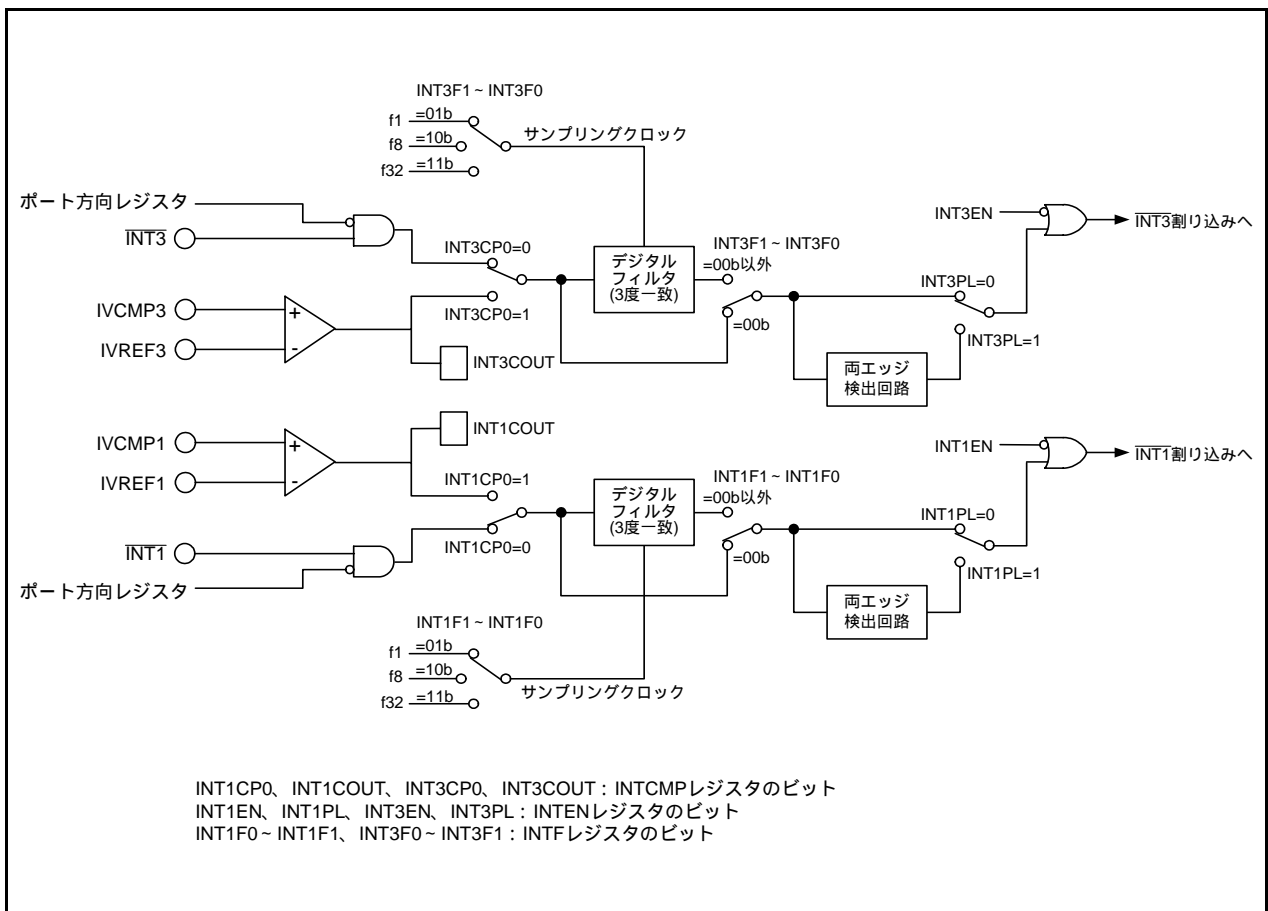 INT3F1 ~ INT3F0
f1 =01b
f8 =10b
f32 =11b
サンプリングクロック
ポート方向レジスタ
INT3
INT3CP0=0
デジタル
フィルタ
(3度一致)
INT3F1 ~ INT3F0
=00b以外
=00b
INT3EN
INT3割り込みへ
INT3PL=0
INT3PL=1
IVCMP3
+
IVREF3
-
INT3CP0=1
INT3COUT
両エッジ
検出回路
IVCMP1
+
IVREF1
-
INT1COUT
INT1CP0=1
INT1
INT1CP0=0
ポート方向レジスタ
デジタル
フィルタ
(3度一致)
INT1F1 ~ INT1F0
=00b以外
=00b
INT1EN
INT1割り込みへ
INT1PL=0
INT1PL=1
両エッジ
検出回路
INT1F1 ~ INT1F0
f1 =01b
f8 =10b
f32 =11b
サンプリングクロック
INT1CP0、INT1COUT、INT3CP0、INT3COUT : INTCMPレジスタのビット
INT1EN、INT1PL、INT3EN、INT3PL : INTENレジスタのビット
INT1F0 ~ INT1F1、INT3F0 ~ INT3F1 : INTFレジスタのビット